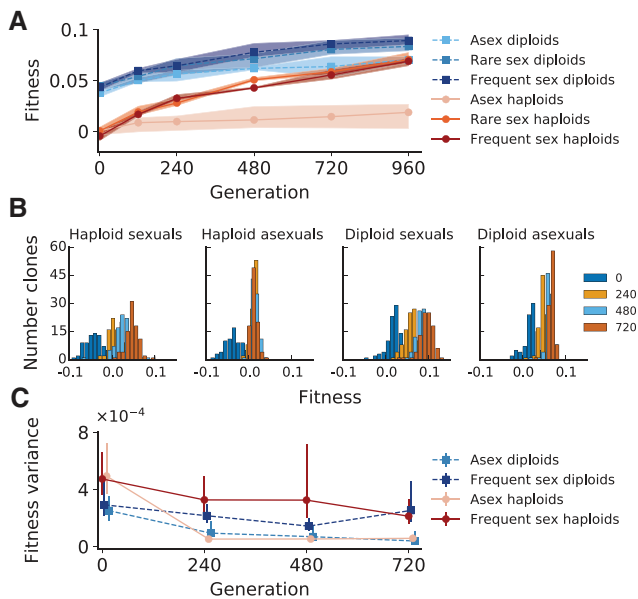 A
0.1
0.05
0
Fitness
0
240
480
720
960
Generation
Asex diploids
Rare sex diploids
Frequent sex diploids
Asex haploids
Rare sex haploids
Frequent sex haploids
B
Haploid sexuals
Haploid asexuals
Diploid sexuals
Diploid asexuals
Number clones
60
45
30
15
0
-0.1 0.0 0.1
-0.1 0.0 0.1
-0.1 0.0 0.1
-0.1 0.0 0.1
Fitness
0
240
480
720
C
×10⁻⁴
8
4
0
Fitness variance
0
240
480
720
Generation
Asex diploids
Frequent sex diploids
Asex haploids
Frequent sex haploids